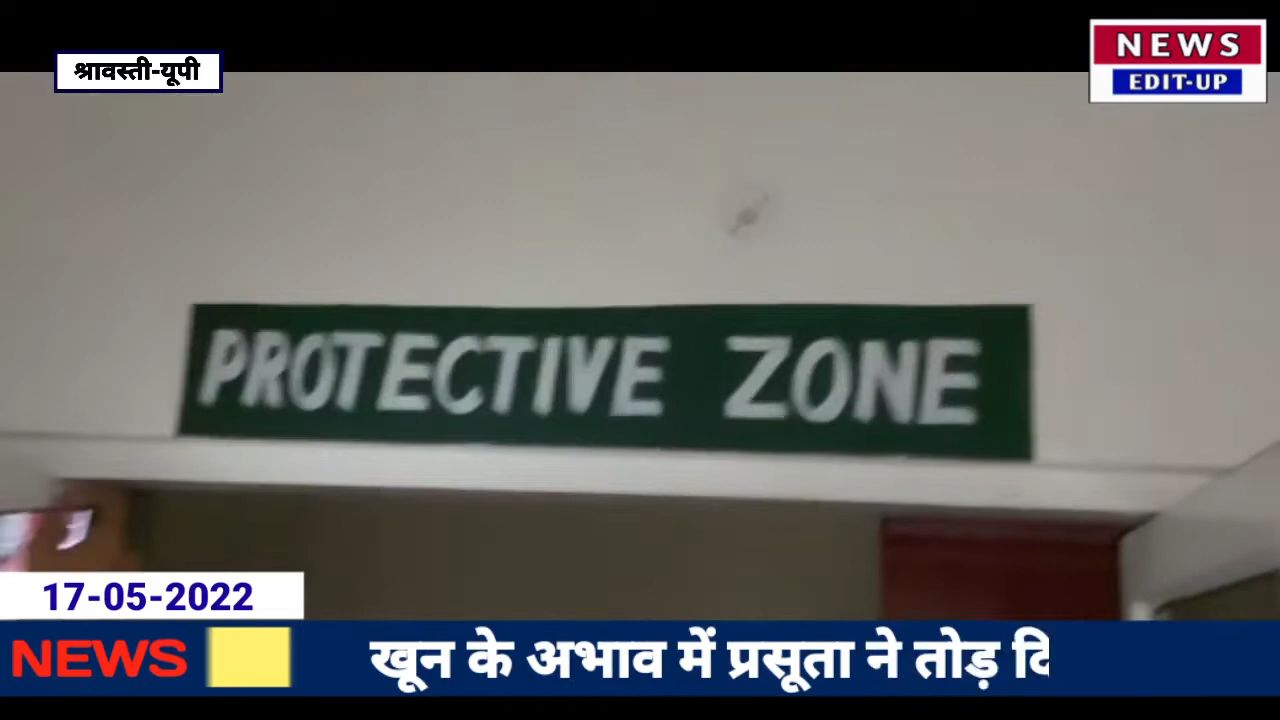 श्रावस्ती-यूपी
NEWS
EDIT-UP
PROTECTIVE ZONE
17-05-2022
NEWS
खून के अभाव में प्रसूता ने तोड़